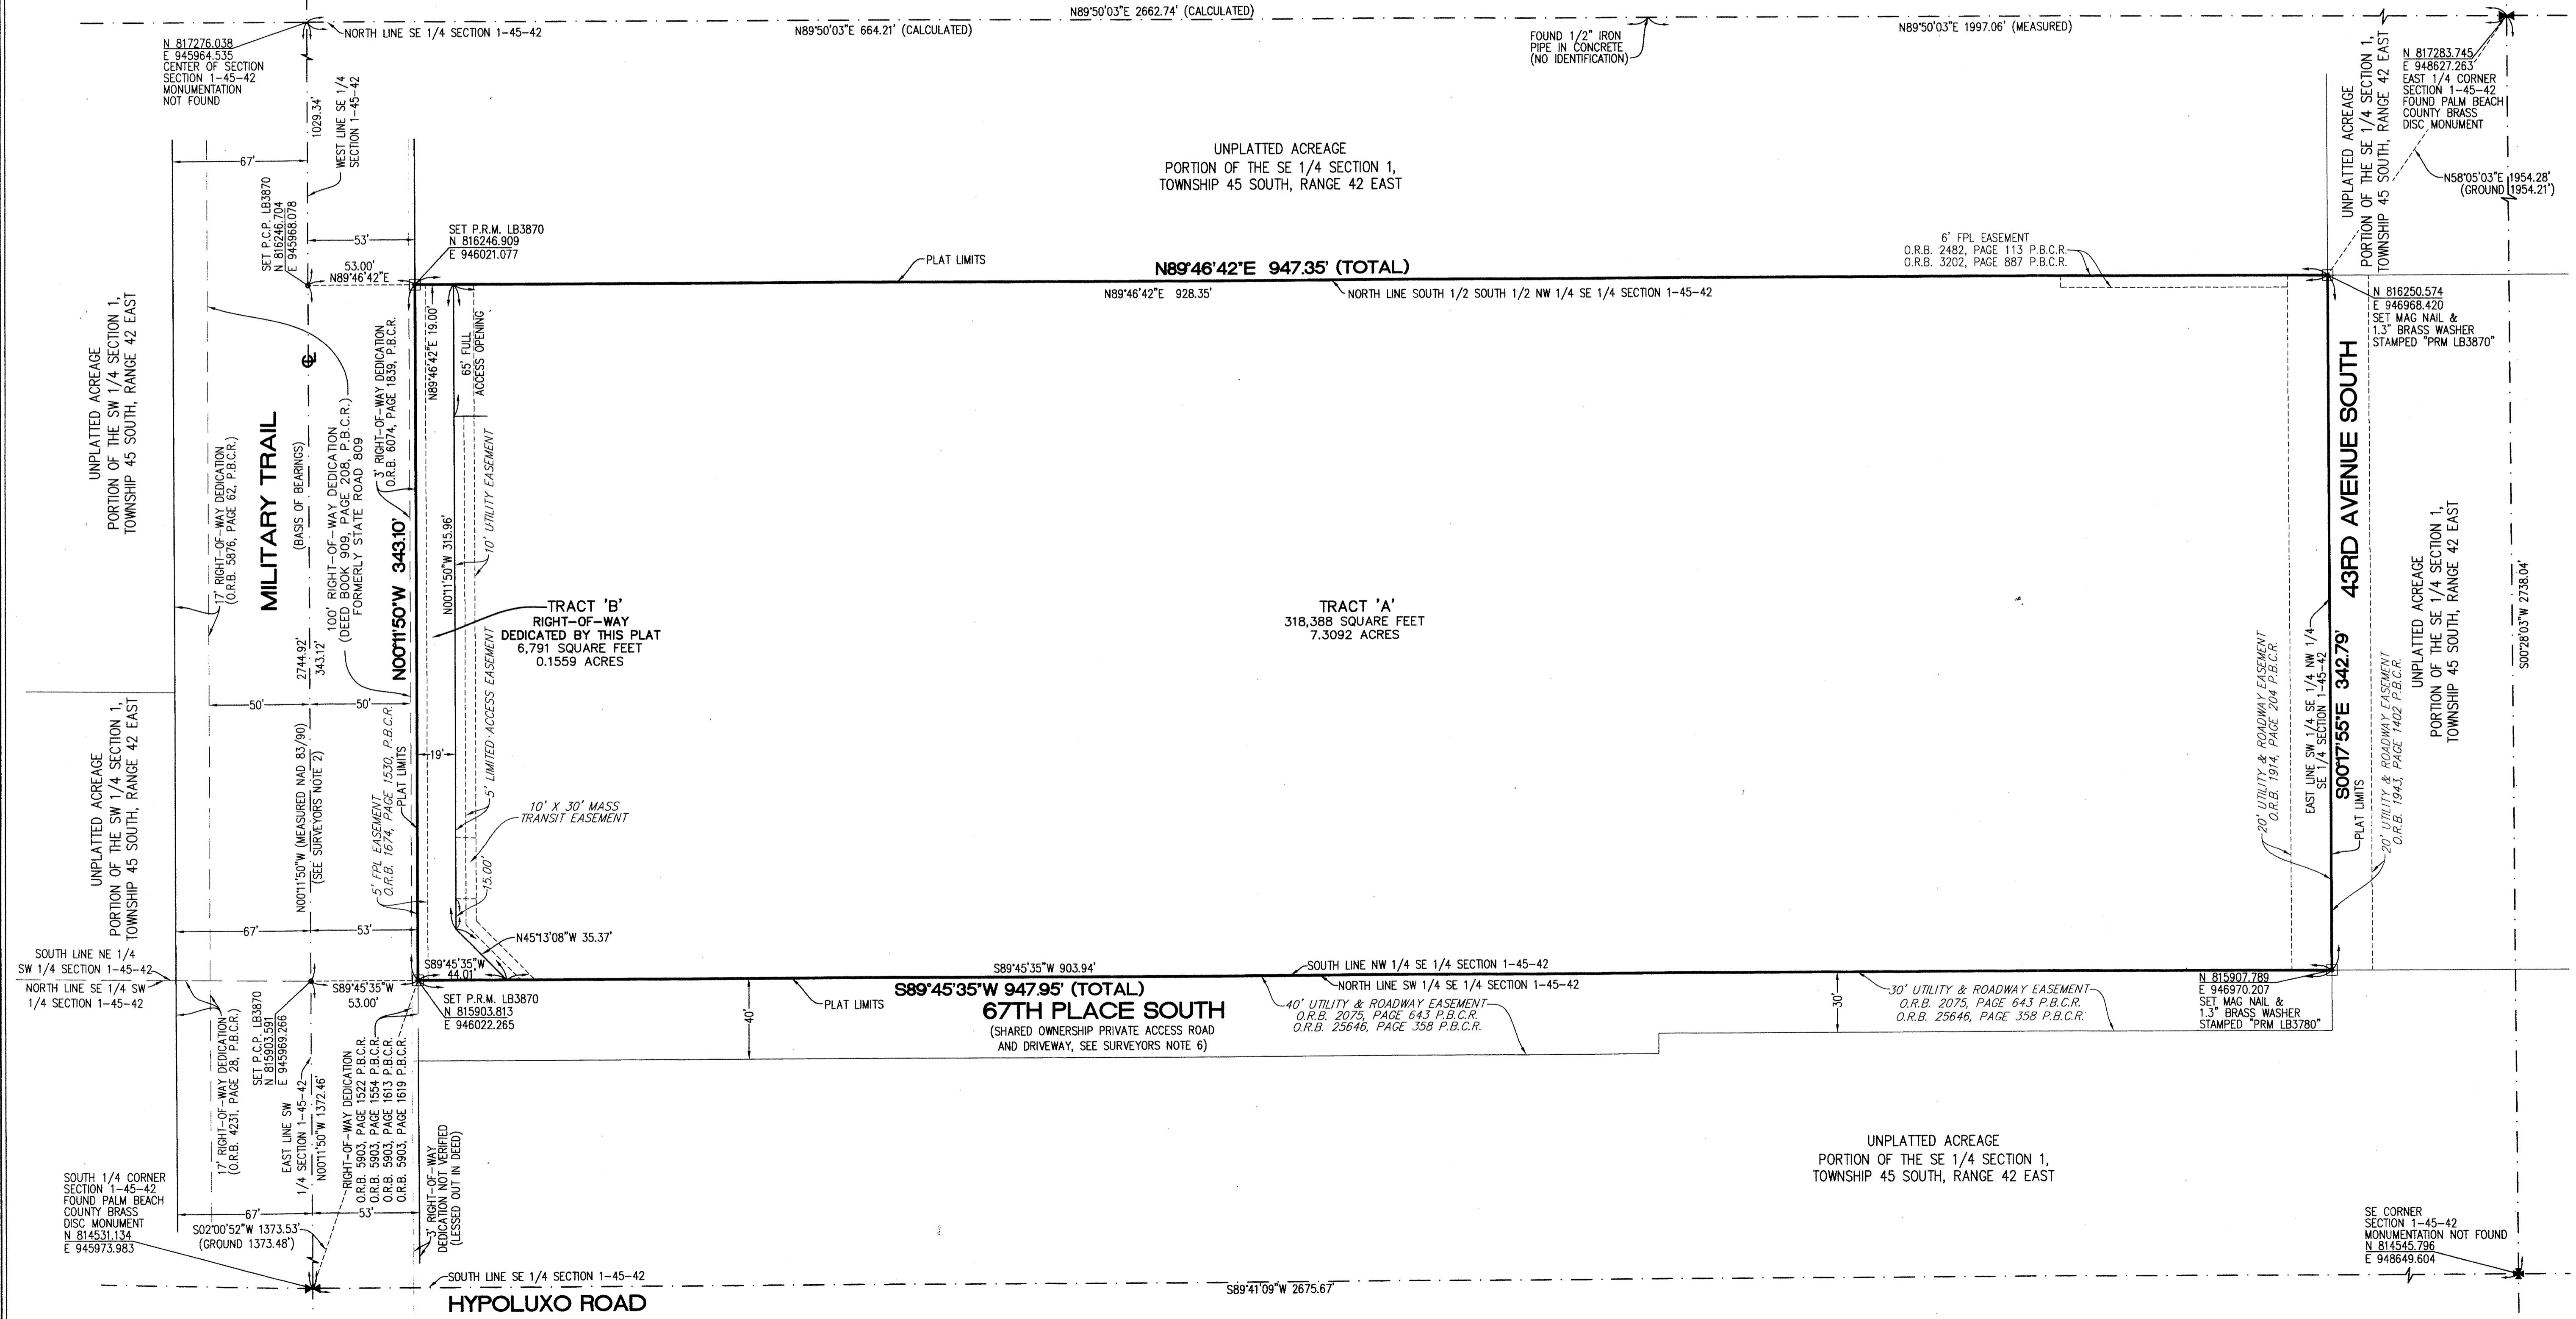 N89°50'03"E 2662.74' (CALCULATED)
NORTH LINE SE 1/4 SECTION 1-45-42
N89°50'03"E 664.21' (CALCULATED)
FOUND 1/2" IRON
PIPE IN CONCRETE
(NO IDENTIFICATION)
N89°50'03"E 1997.06' (MEASURED)
N 817276.038
E 945964.535
CENTER OF SECTION
SECTION 1-45-42
MONUMENTATION
NOT FOUND
1029.34'
WEST LINE SE 1/4
SECTION 1-45-42
N 817283.745
E 948627.263
EAST 1/4 CORNER
SECTION 1-45-42
FOUND PALM BEACH
COUNTY BRASS
DISC MONUMENT
N58°05'03"E 1954.28'
(GROUND 1954.21')
UNPLATTED ACREAGE
PORTION OF THE SE 1/4 SECTION 1,
TOWNSHIP 45 SOUTH, RANGE 42 EAST
UNPLATTED ACREAGE
PORTION OF THE SE 1/4 SECTION 1,
TOWNSHIP 45 SOUTH, RANGE 42 EAST
67'
SET P.C.P. LB3870
N 816246.704
E 945968.078
53'
53.00'
N89°46'42"E
SET P.R.M. LB3870
N 816246.909
E 946021.077
PLAT LIMITS
N89°46'42"E 947.35' (TOTAL)
N89°46'42"E 928.35'
NORTH LINE SOUTH 1/2 SOUTH 1/2 NW 1/4 SE 1/4 SECTION 1-45-42
6' FPL EASEMENT
O.R.B. 2482, PAGE 113 P.B.C.R.
O.R.B. 3202, PAGE 887 P.B.C.R.
N 816250.574
E 946968.420
SET MAG NAIL &
1.3" BRASS WASHER
STAMPED "PRM LB3870"
UNPLATTED ACREAGE
PORTION OF THE SW 1/4 SECTION 1,
TOWNSHIP 45 SOUTH, RANGE 42 EAST
17' RIGHT-OF-WAY DEDICATION
(O.R.B. 5876, PAGE 62, P.B.C.R.)
MILITARY TRAIL
(BASIS OF BEARINGS)
2744.92'
343.12'
100' RIGHT-OF-WAY DEDICATION
(DEED BOOK 909, PAGE 208, P.B.C.R.)
FORMERLY STATE ROAD 809
3' RIGHT-OF-WAY DEDICATION
O.R.B. 6074, PAGE 1839, P.B.C.R.
N00°11'50"W 343.10'
N89°46'42"E 19.00'
65' FULL
ACCESS OPENING
N00°11'50"W 315.96'
10' UTILITY EASEMENT
5' LIMITED ACCESS EASEMENT
TRACT 'B'
RIGHT-OF-WAY
DEDICATED BY THIS PLAT
6,791 SQUARE FEET
0.1559 ACRES
TRACT 'A'
318,388 SQUARE FEET
7.3092 ACRES
20' UTILITY & ROADWAY EASEMENT
O.R.B. 1914, PAGE 204 P.B.C.R.
EAST LINE SW 1/4 SE 1/4 NW 1/4
SE 1/4 SECTION 1-45-42
S00°17'55"E 342.79'
43RD AVENUE SOUTH
PLAT LIMITS
20' UTILITY & ROADWAY EASEMENT
O.R.B. 1943, PAGE 1402 P.B.C.R.
UNPLATTED ACREAGE
PORTION OF THE SE 1/4 SECTION 1,
TOWNSHIP 45 SOUTH, RANGE 42 EAST
S00°28'03"W 2738.04'
50'
50'
UNPLATTED ACREAGE
PORTION OF THE SW 1/4 SECTION 1,
TOWNSHIP 45 SOUTH, RANGE 42 EAST
N00°11'50"W (MEASURED NAD 83/90)
(SEE SURVEYORS NOTE 2)
5' FPL EASEMENT
O.R.B. 1674, PAGE 1530, P.B.C.R.
PLAT LIMITS
19'
10' X 30' MASS
TRANSIT EASEMENT
15.00'
67'
53'
N45°13'08"W 35.37'
SOUTH LINE NE 1/4
SW 1/4 SECTION 1-45-42
NORTH LINE SE 1/4 SW
1/4 SECTION 1-45-42
S89°45'35"W
53.00'
S89°45'35"W
44.01'
S89°45'35"W 903.94'
SOUTH LINE NW 1/4 SE 1/4 SECTION 1-45-42
SET P.R.M. LB3870
N 815903.813
E 946022.265
PLAT LIMITS
S89°45'35"W 947.95' (TOTAL)
NORTH LINE SW 1/4 SE 1/4 SECTION 1-45-42
67TH PLACE SOUTH
(SHARED OWNERSHIP PRIVATE ACCESS ROAD
AND DRIVEWAY, SEE SURVEYORS NOTE 6)
40'
40' UTILITY & ROADWAY EASEMENT
O.R.B. 2075, PAGE 643 P.B.C.R.
O.R.B. 25646, PAGE 358 P.B.C.R.
30'
30' UTILITY & ROADWAY EASEMENT
O.R.B. 2075, PAGE 643 P.B.C.R.
O.R.B. 25646, PAGE 358 P.B.C.R.
N 815907.789
E 946970.207
SET MAG NAIL &
1.3" BRASS WASHER
STAMPED "PRM LB3780"
17' RIGHT-OF-WAY DEDICATION
(O.R.B. 4231, PAGE 28, P.B.C.R.)
SET P.C.P. LB3870
N 815903.591
E 945969.266
EAST LINE SW
1/4 SECTION 1-45-42
N00°11'50"W 1372.46'
RIGHT-OF-WAY DEDICATION
O.R.B. 5903, PAGE 1522 P.B.C.R.
O.R.B. 5903, PAGE 1554 P.B.C.R.
O.R.B. 5903, PAGE 1613 P.B.C.R.
O.R.B. 5903, PAGE 1619 P.B.C.R.
3' RIGHT-OF-WAY
DEDICATION NOT VERIFIED
(LESSED OUT IN DEED)
UNPLATTED ACREAGE
PORTION OF THE SE 1/4 SECTION 1,
TOWNSHIP 45 SOUTH, RANGE 42 EAST
SOUTH 1/4 CORNER
SECTION 1-45-42
FOUND PALM BEACH
COUNTY BRASS
DISC MONUMENT
N 814531.134
E 945973.983
67'
53'
S02°00'52"W 1373.53'
(GROUND 1373.48')
SE CORNER
SECTION 1-45-42
MONUMENTATION NOT FOUND
N 814545.796
E 948649.604
SOUTH LINE SE 1/4 SECTION 1-45-42
S89°41'09"W 2675.67'
HYPOLUXO ROAD